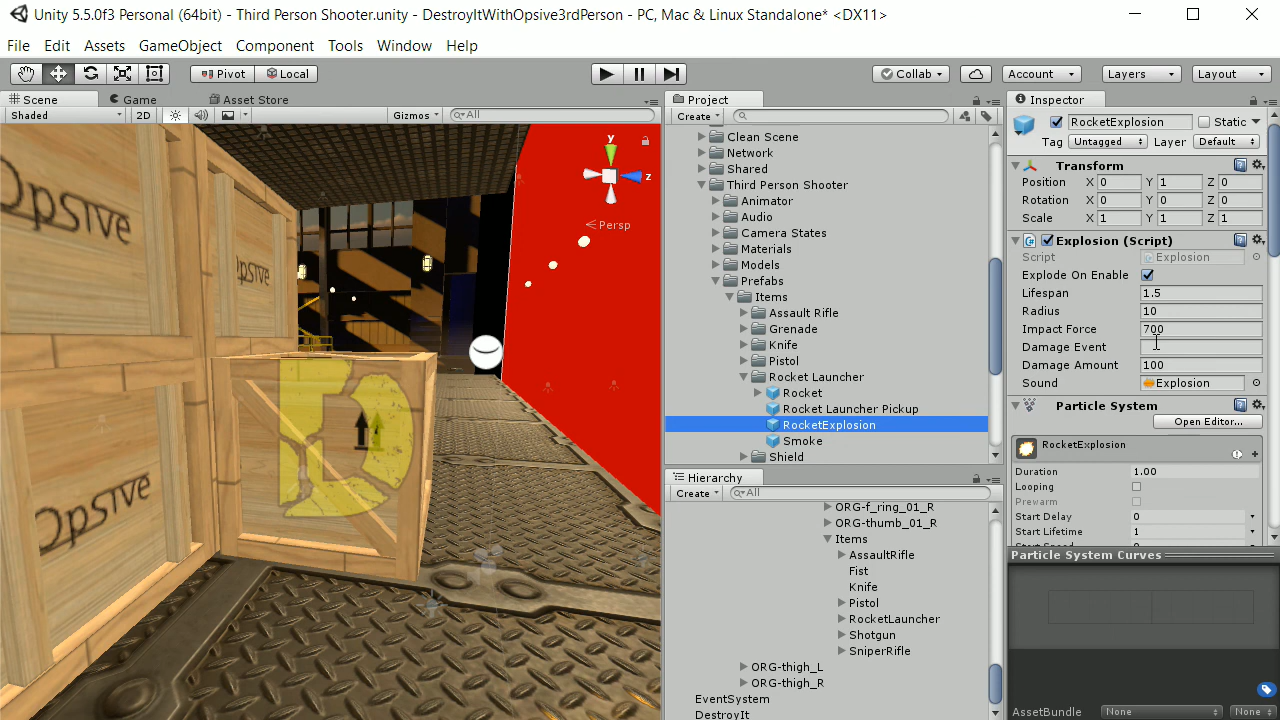 Unity 5.5.0f3 Personal (64bit) - Third Person Shooter.unity - DestroyItWithOpsive3rdPerson - PC, Mac & Linux Standalone* <DX11>
File Edit Assets GameObject Component Tools Window Help
Pivot Local Collab Account Layers Layout
Scene Game Asset Store
Shaded 2D Gizmos All
y
z
Persp
Opsive
Opsive
Opsive
Project
Create
Clean Scene
Network
Shared
Third Person Shooter
Animator
Audio
Camera States
Materials
Models
Prefabs
Items
Assault Rifle
Grenade
Knife
Pistol
Rocket Launcher
Rocket
Rocket Launcher Pickup
RocketExplosion
Smoke
Shield
Hierarchy
Create All
ORG-f_ring_01_R
ORG-thumb_01_R
Items
AssaultRifle
Fist
Knife
Pistol
RocketLauncher
Shotgun
SniperRifle
ORG-thigh_L
ORG-thigh_R
EventSystem
DestroyIt
Inspector
RocketExplosion Static
Tag Untagged Layer Default
Transform
Position X 0 Y 1 Z 0
Rotation X 0 Y 0 Z 0
Scale X 1 Y 1 Z 1
Explosion (Script)
Script Explosion
Explode On Enable
Lifespan 1.5
Radius 10
Impact Force 700
Damage Event
Damage Amount 100
Sound Explosion
Particle System
Open Editor...
RocketExplosion
Duration 1.00
Looping
Prewarm
Start Delay 0
Start Lifetime 1
Particle System Curves
AssetBundle None None